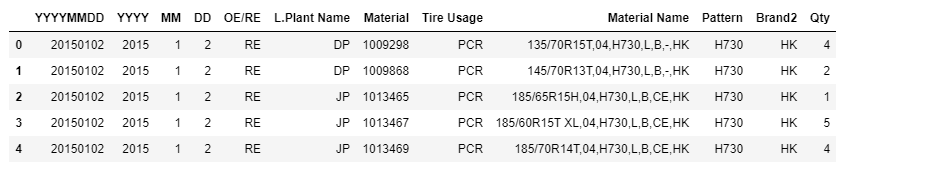 YYYYMMDD YYYY MM DD OE/RE L.Plant Name Material Tire Usage Material Name Pattern Brand2 Qty
0 20150102 2015 1 2 RE DP 1009298 PCR 135/70R15T,04,H730,L,B,-,HK H730 HK 4
1 20150102 2015 1 2 RE DP 1009868 PCR 145/70R13T,04,H730,L,B,-,HK H730 HK 2
2 20150102 2015 1 2 RE JP 1013465 PCR 185/65R15H,04,H730,L,B,CE,HK H730 HK 1
3 20150102 2015 1 2 RE JP 1013467 PCR 185/60R15T XL,04,H730,L,B,CE,HK H730 HK 5
4 20150102 2015 1 2 RE JP 1013469 PCR 185/70R14T,04,H730,L,B,CE,HK H730 HK 4